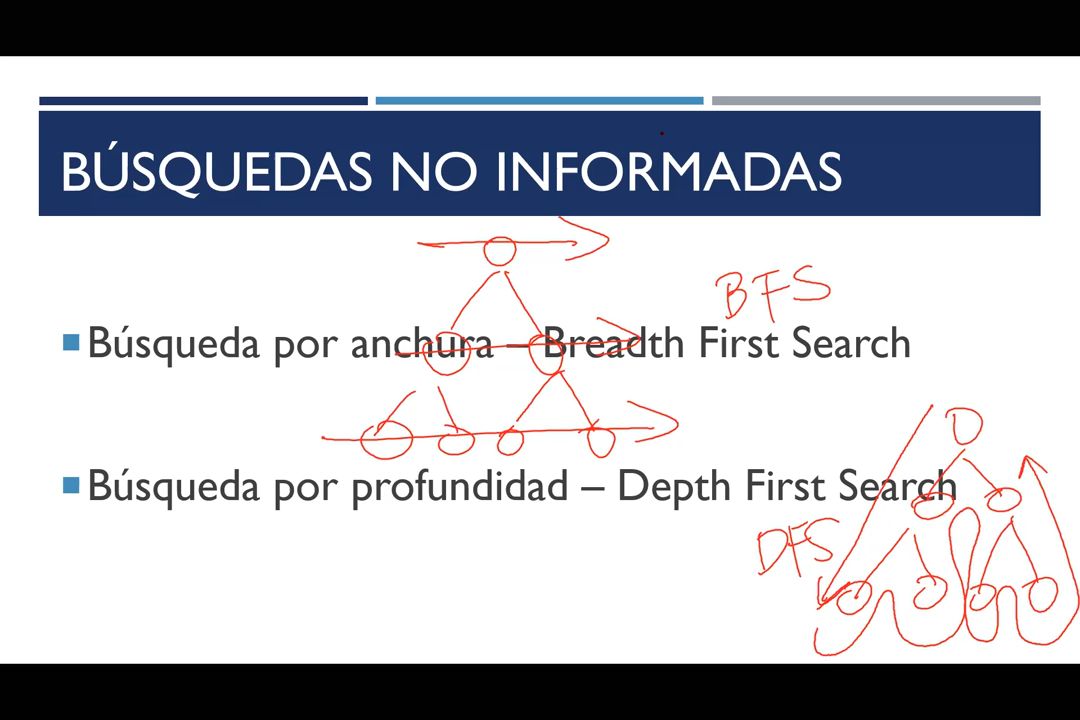 BÚSQUEDAS NO INFORMADAS
BFS
Búsqueda por anchura – Breadth First Search
Búsqueda por profundidad – Depth First Search
DFS